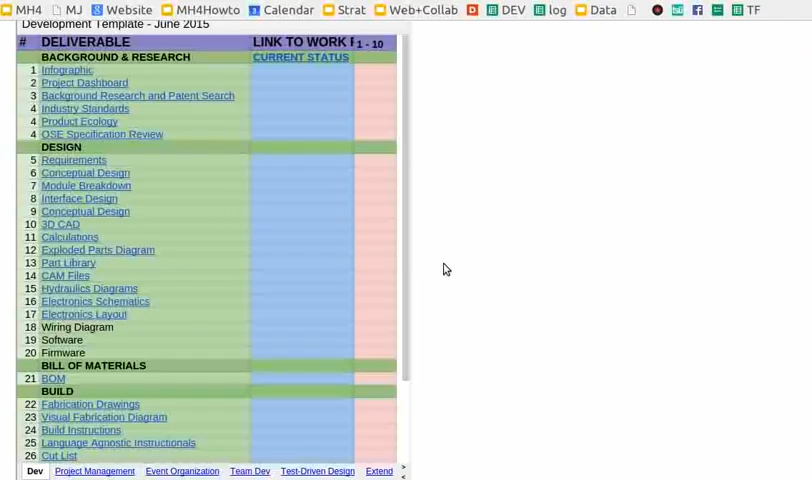 MH4 MJ Website MH4Howto Calendar Strat Web+Collab DEV log Data TF
Development Template - June 2015
# DELIVERABLE LINK TO WORK 1 - 10
BACKGROUND & RESEARCH CURRENT STATUS
1 Infographic
2 Project Dashboard
3 Background Research and Patent Search
4 Industry Standards
4 Product Ecology
4 OSE Specification Review
DESIGN
5 Requirements
6 Conceptual Design
7 Module Breakdown
8 Interface Design
9 Conceptual Design
10 3D CAD
11 Calculations
12 Exploded Parts Diagram
13 Part Library
14 CAM Files
15 Hydraulics Diagrams
16 Electronics Schematics
17 Electronics Layout
18 Wiring Diagram
19 Software
20 Firmware
BILL OF MATERIALS
21 BOM
BUILD
22 Fabrication Drawings
23 Visual Fabrication Diagram
24 Build Instructions
25 Language Agnostic Instructionals
26 Cut List
Dev Project Management Event Organization Team Dev Test-Driven Design Extend